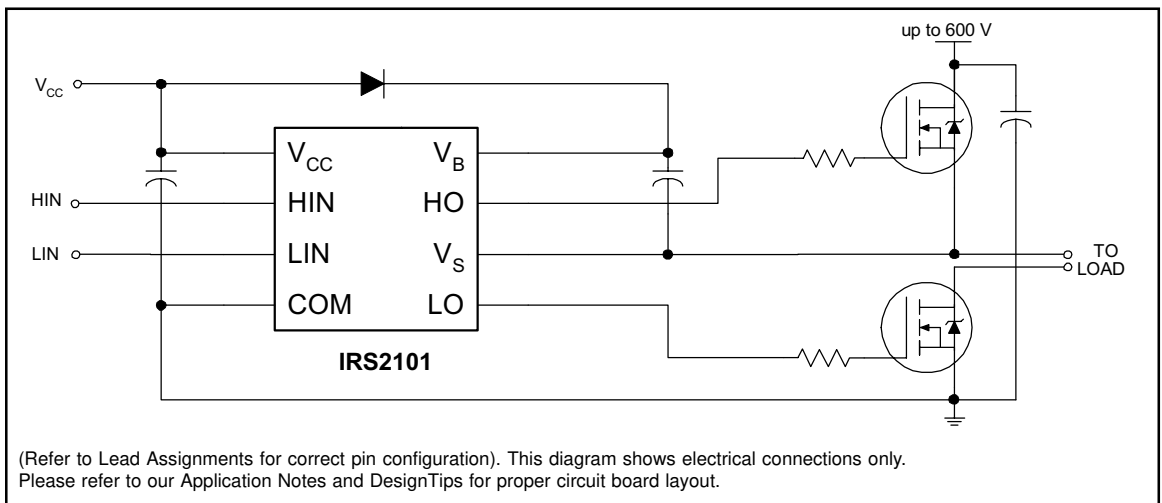 up to 600 V
VCC
VCC VB
HIN HIN HO
LIN LIN VS TO
LOAD
COM LO
IRS2101
(Refer to Lead Assignments for correct pin configuration). This diagram shows electrical connections only.
Please refer to our Application Notes and DesignTips for proper circuit board layout.